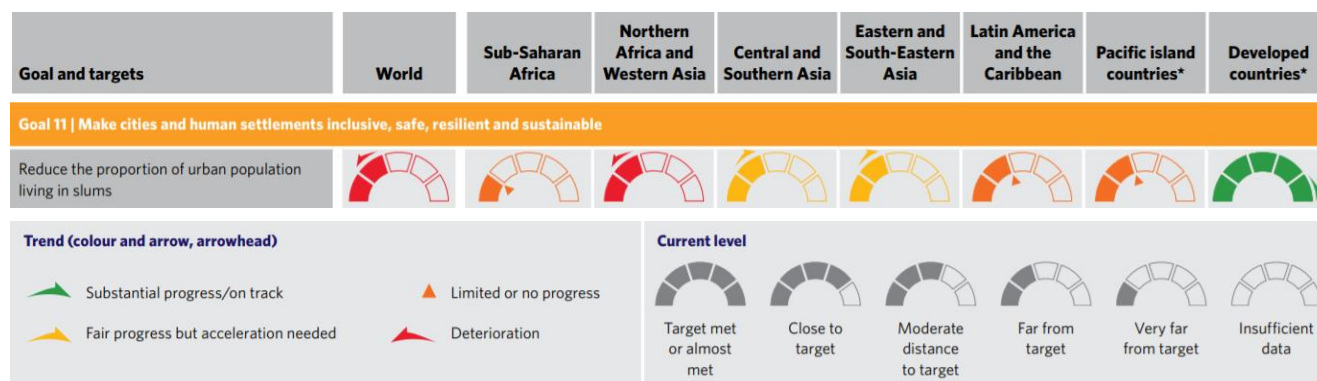 Goal and targets
World
Sub-Saharan
Africa
Northern
Africa and
Western Asia
Central and
Southern Asia
Eastern and
South-Eastern
Asia
Latin America
and the
Caribbean
Pacific island
countries*
Developed
countries*
Goal 11 | Make cities and human settlements inclusive, safe, resilient and sustainable
Reduce the proportion of urban population
living in slums
Trend (colour and arrow, arrowhead)
Substantial progress/on track
Limited or no progress
Fair progress but acceleration needed
Deterioration
Current level
Target met
or almost
met
Close to
target
Moderate
distance
to target
Far from
target
Very far
from target
Insufficient
data